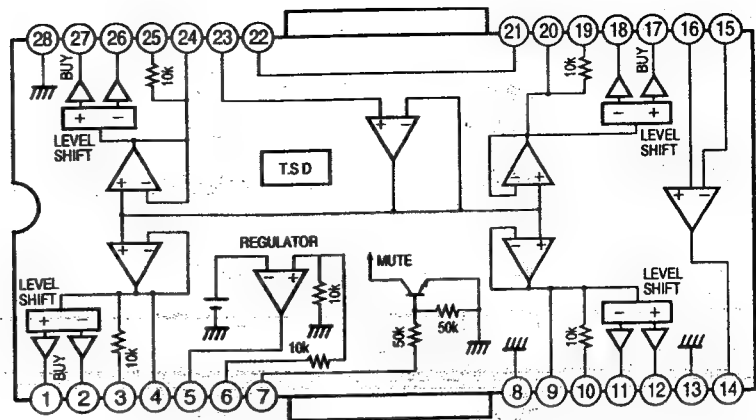 28 27 26 25 24 23 22 21 20 19 18 17 16 15
BUY 10k 10k BUY
+ - - +
LEVEL SHIFT
LEVEL SHIFT
+ - + -
T.S.D
+ - - +
+ - - +
REGULATOR
- +
MUTE
LEVEL SHIFT
LEVEL SHIFT
+ - - +
10k 10k 10k 50k 50k 10k
BUY
1 2 3 4 5 6 7 8 9 10 11 12 13 14